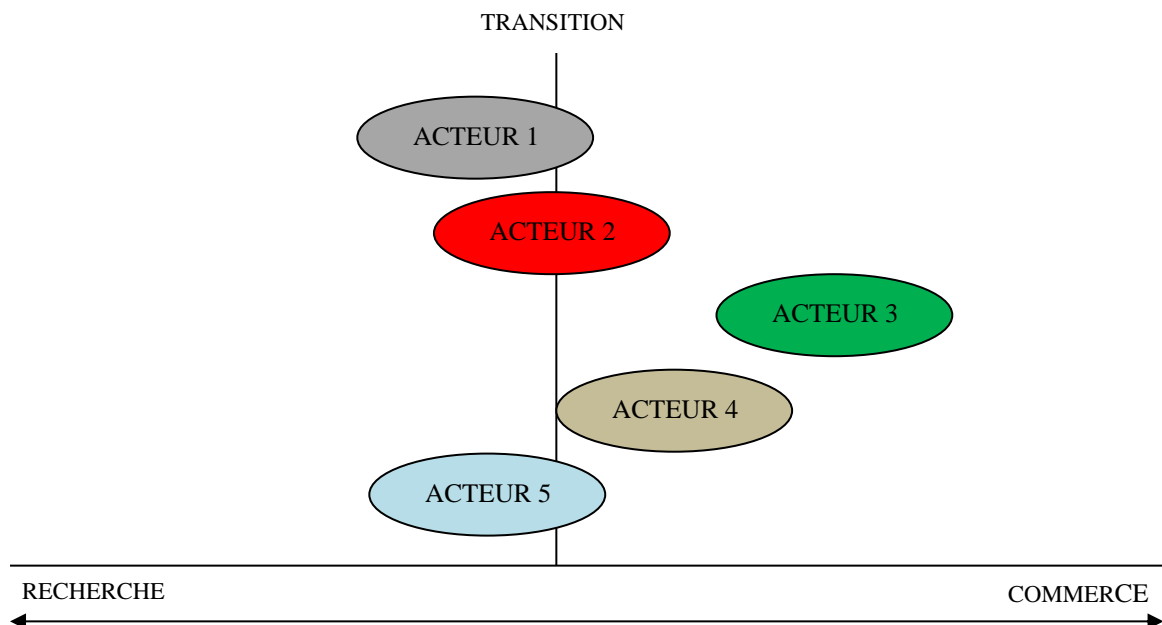 TRANSITION
ACTEUR 1
ACTEUR 2
ACTEUR 3
ACTEUR 4
ACTEUR 5
RECHERCHE
COMMERCE